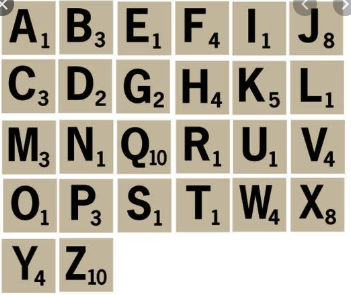 A1 B3 E1 F4 I1 J8
C3 D2 G2 H4 K5 L1
M3 N1 Q10 R1 U1 V4
O1 P3 S1 T1 W4 X8
Y4 Z10